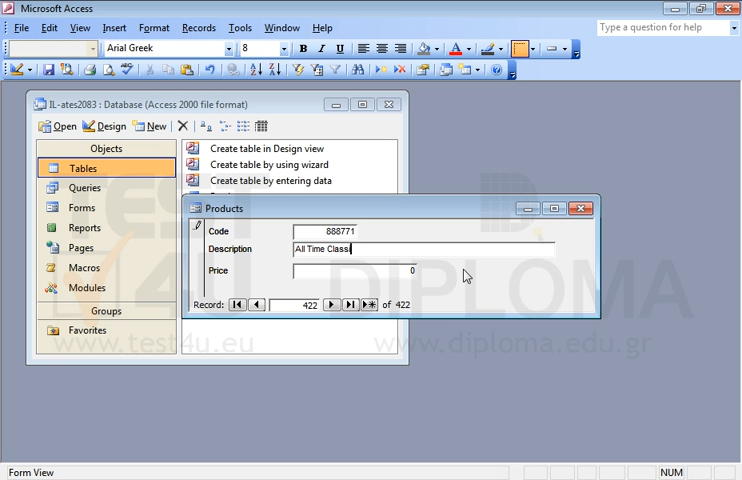 Microsoft Access
File Edit View Insert Format Records Tools Window Help
Type a question for help
Arial Greek 8 B I U
IL-ates2083 : Database (Access 2000 file format)
Open Design New
Objects
Tables
Queries
Forms
Reports
Pages
Macros
Modules
Groups
Favorites
Create table in Design view
Create table by using wizard
Create table by entering data
Products
Code 888771
Description All Time Classi
Price 0
Record: 422 of 422
TEST 4U
DIPLOMA
www.test4u.eu
www.diploma.edu.gr
Form View
NUM